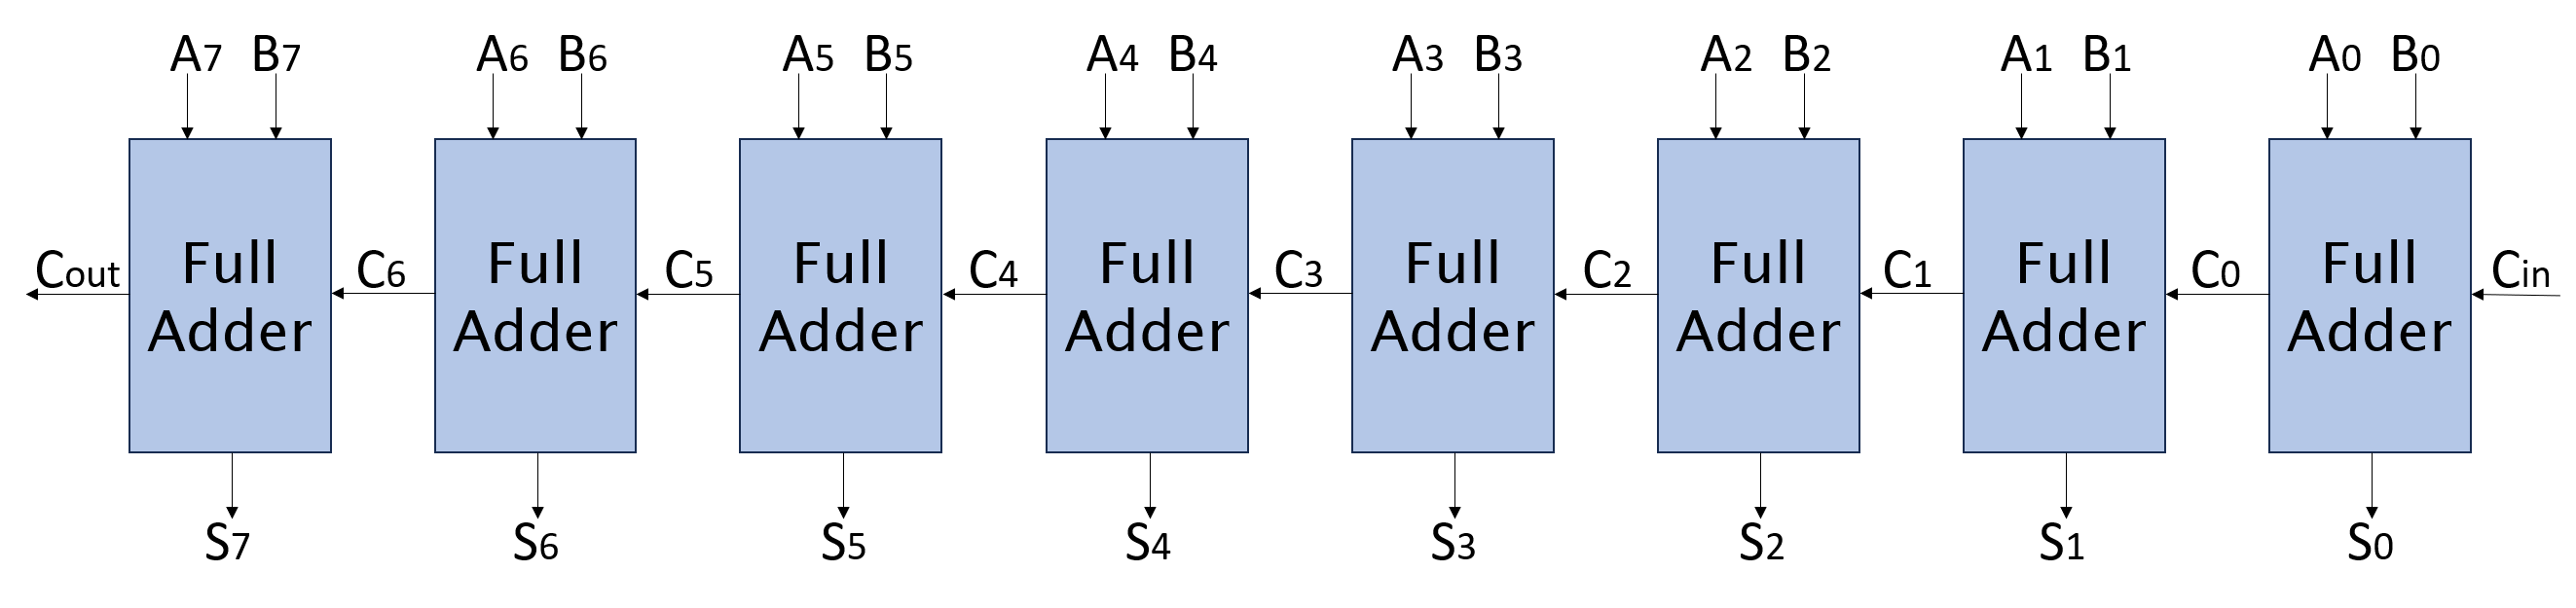 A7 B7 A6 B6 A5 B5 A4 B4 A3 B3 A2 B2 A1 B1 A0 B0
Cout Full Adder C6 Full Adder C5 Full Adder C4 Full Adder C3 Full Adder C2 Full Adder C1 Full Adder C0 Full Adder Cin
S7 S6 S5 S4 S3 S2 S1 S0